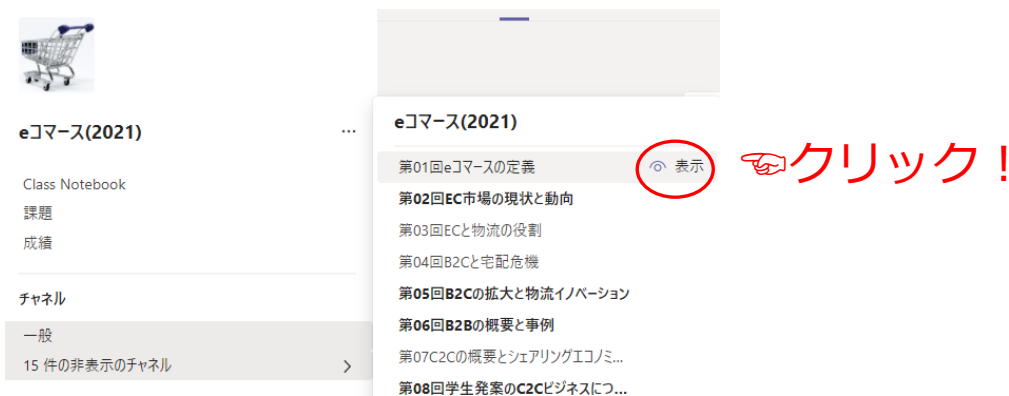 eコマース(2021)
…
Class Notebook
課題
成績
チャネル
一般
15 件の非表示のチャネル
eコマース(2021)
第01回eコマースの定義
表示
第02回EC市場の現状と動向
第03回ECと物流の役割
第04回B2Cと宅配危機
第05回B2Cの拡大と物流イノベーション
第06回B2Bの概要と事例
第07C2Cの概要とシェアリングエコノミ...
第08回学生発案のC2Cビジネスにつ...
☜クリック！